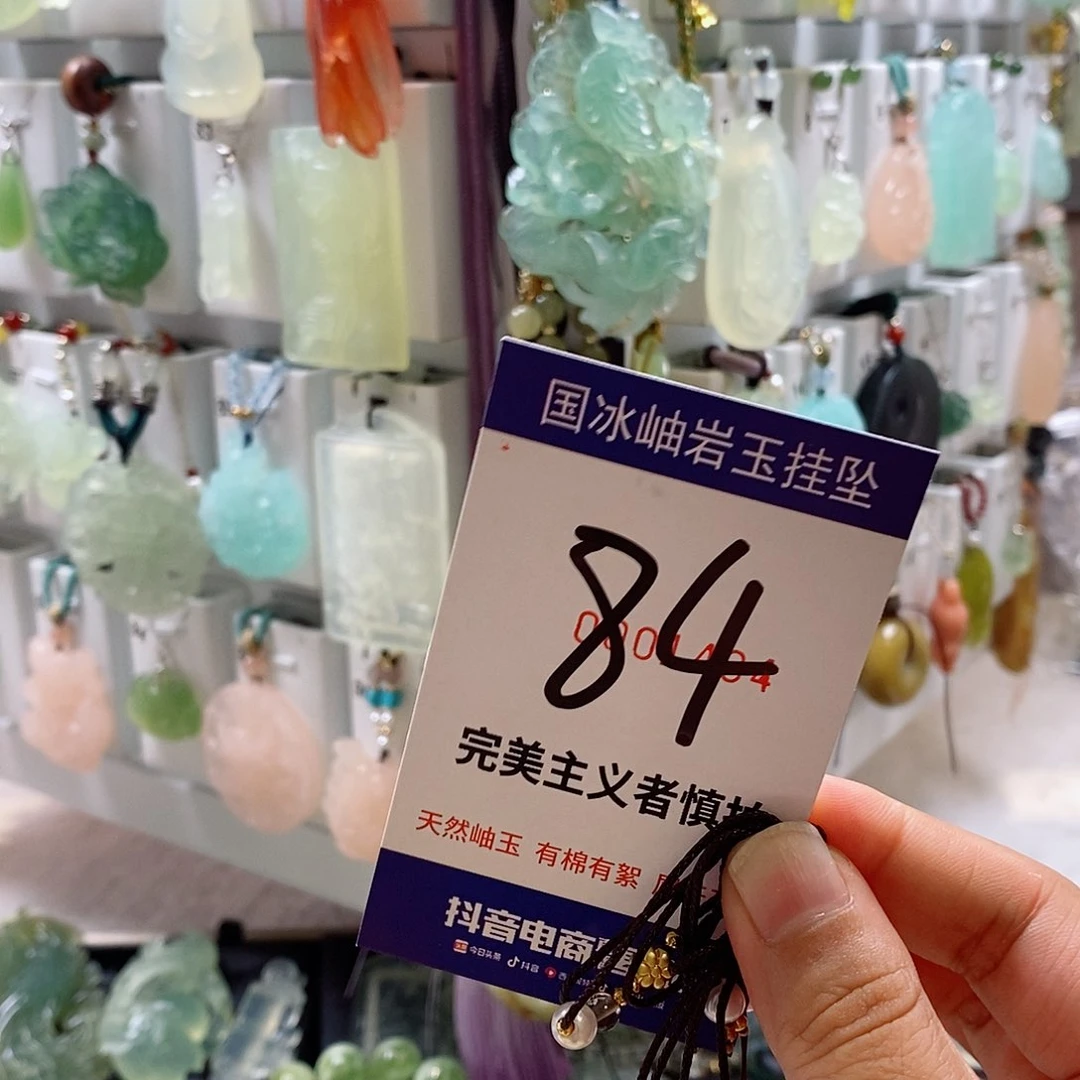 国冰岫岩玉挂坠
84
完美主义者慎拍
天然岫玉 有棉有絮
抖音电商
今日头条 抖音